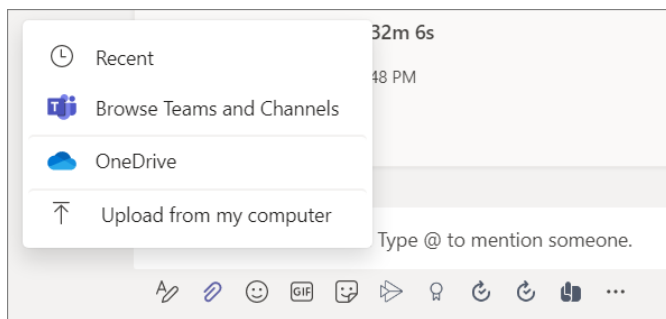 32m 6s
Recent
48 PM
Browse Teams and Channels
OneDrive
Upload from my computer
Type @ to mention someone.
GIF